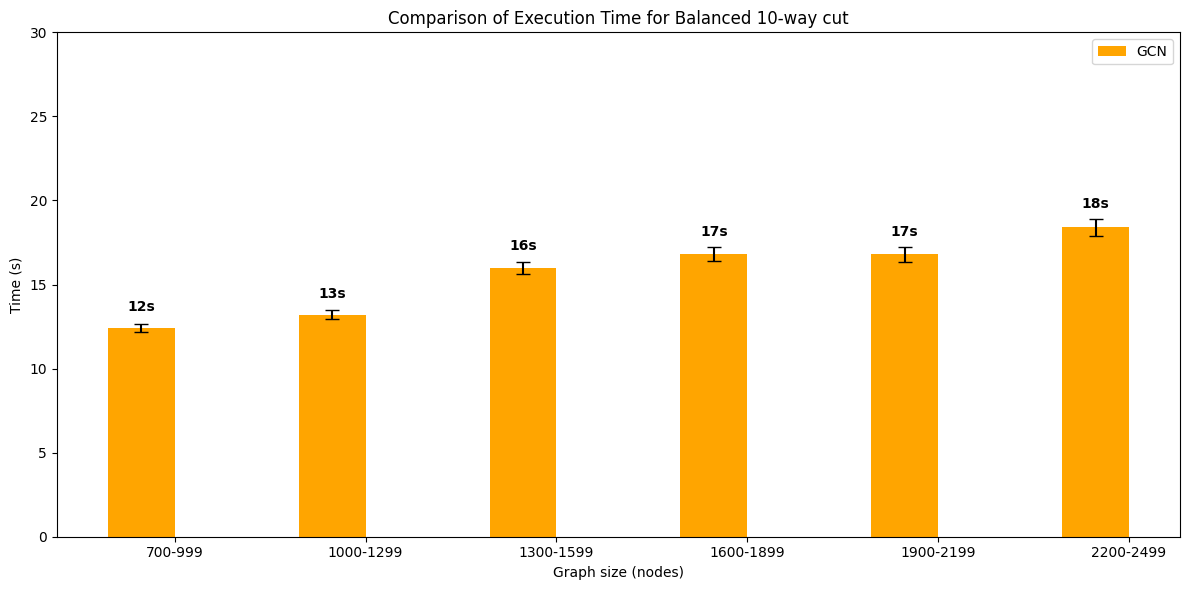 Comparison of Execution Time for Balanced 10-way cut
GCN
30
25
20
15
10
5
0
Time (s)
12s
13s
16s
17s
17s
18s
700-999
1000-1299
1300-1599
1600-1899
1900-2199
2200-2499
Graph size (nodes)